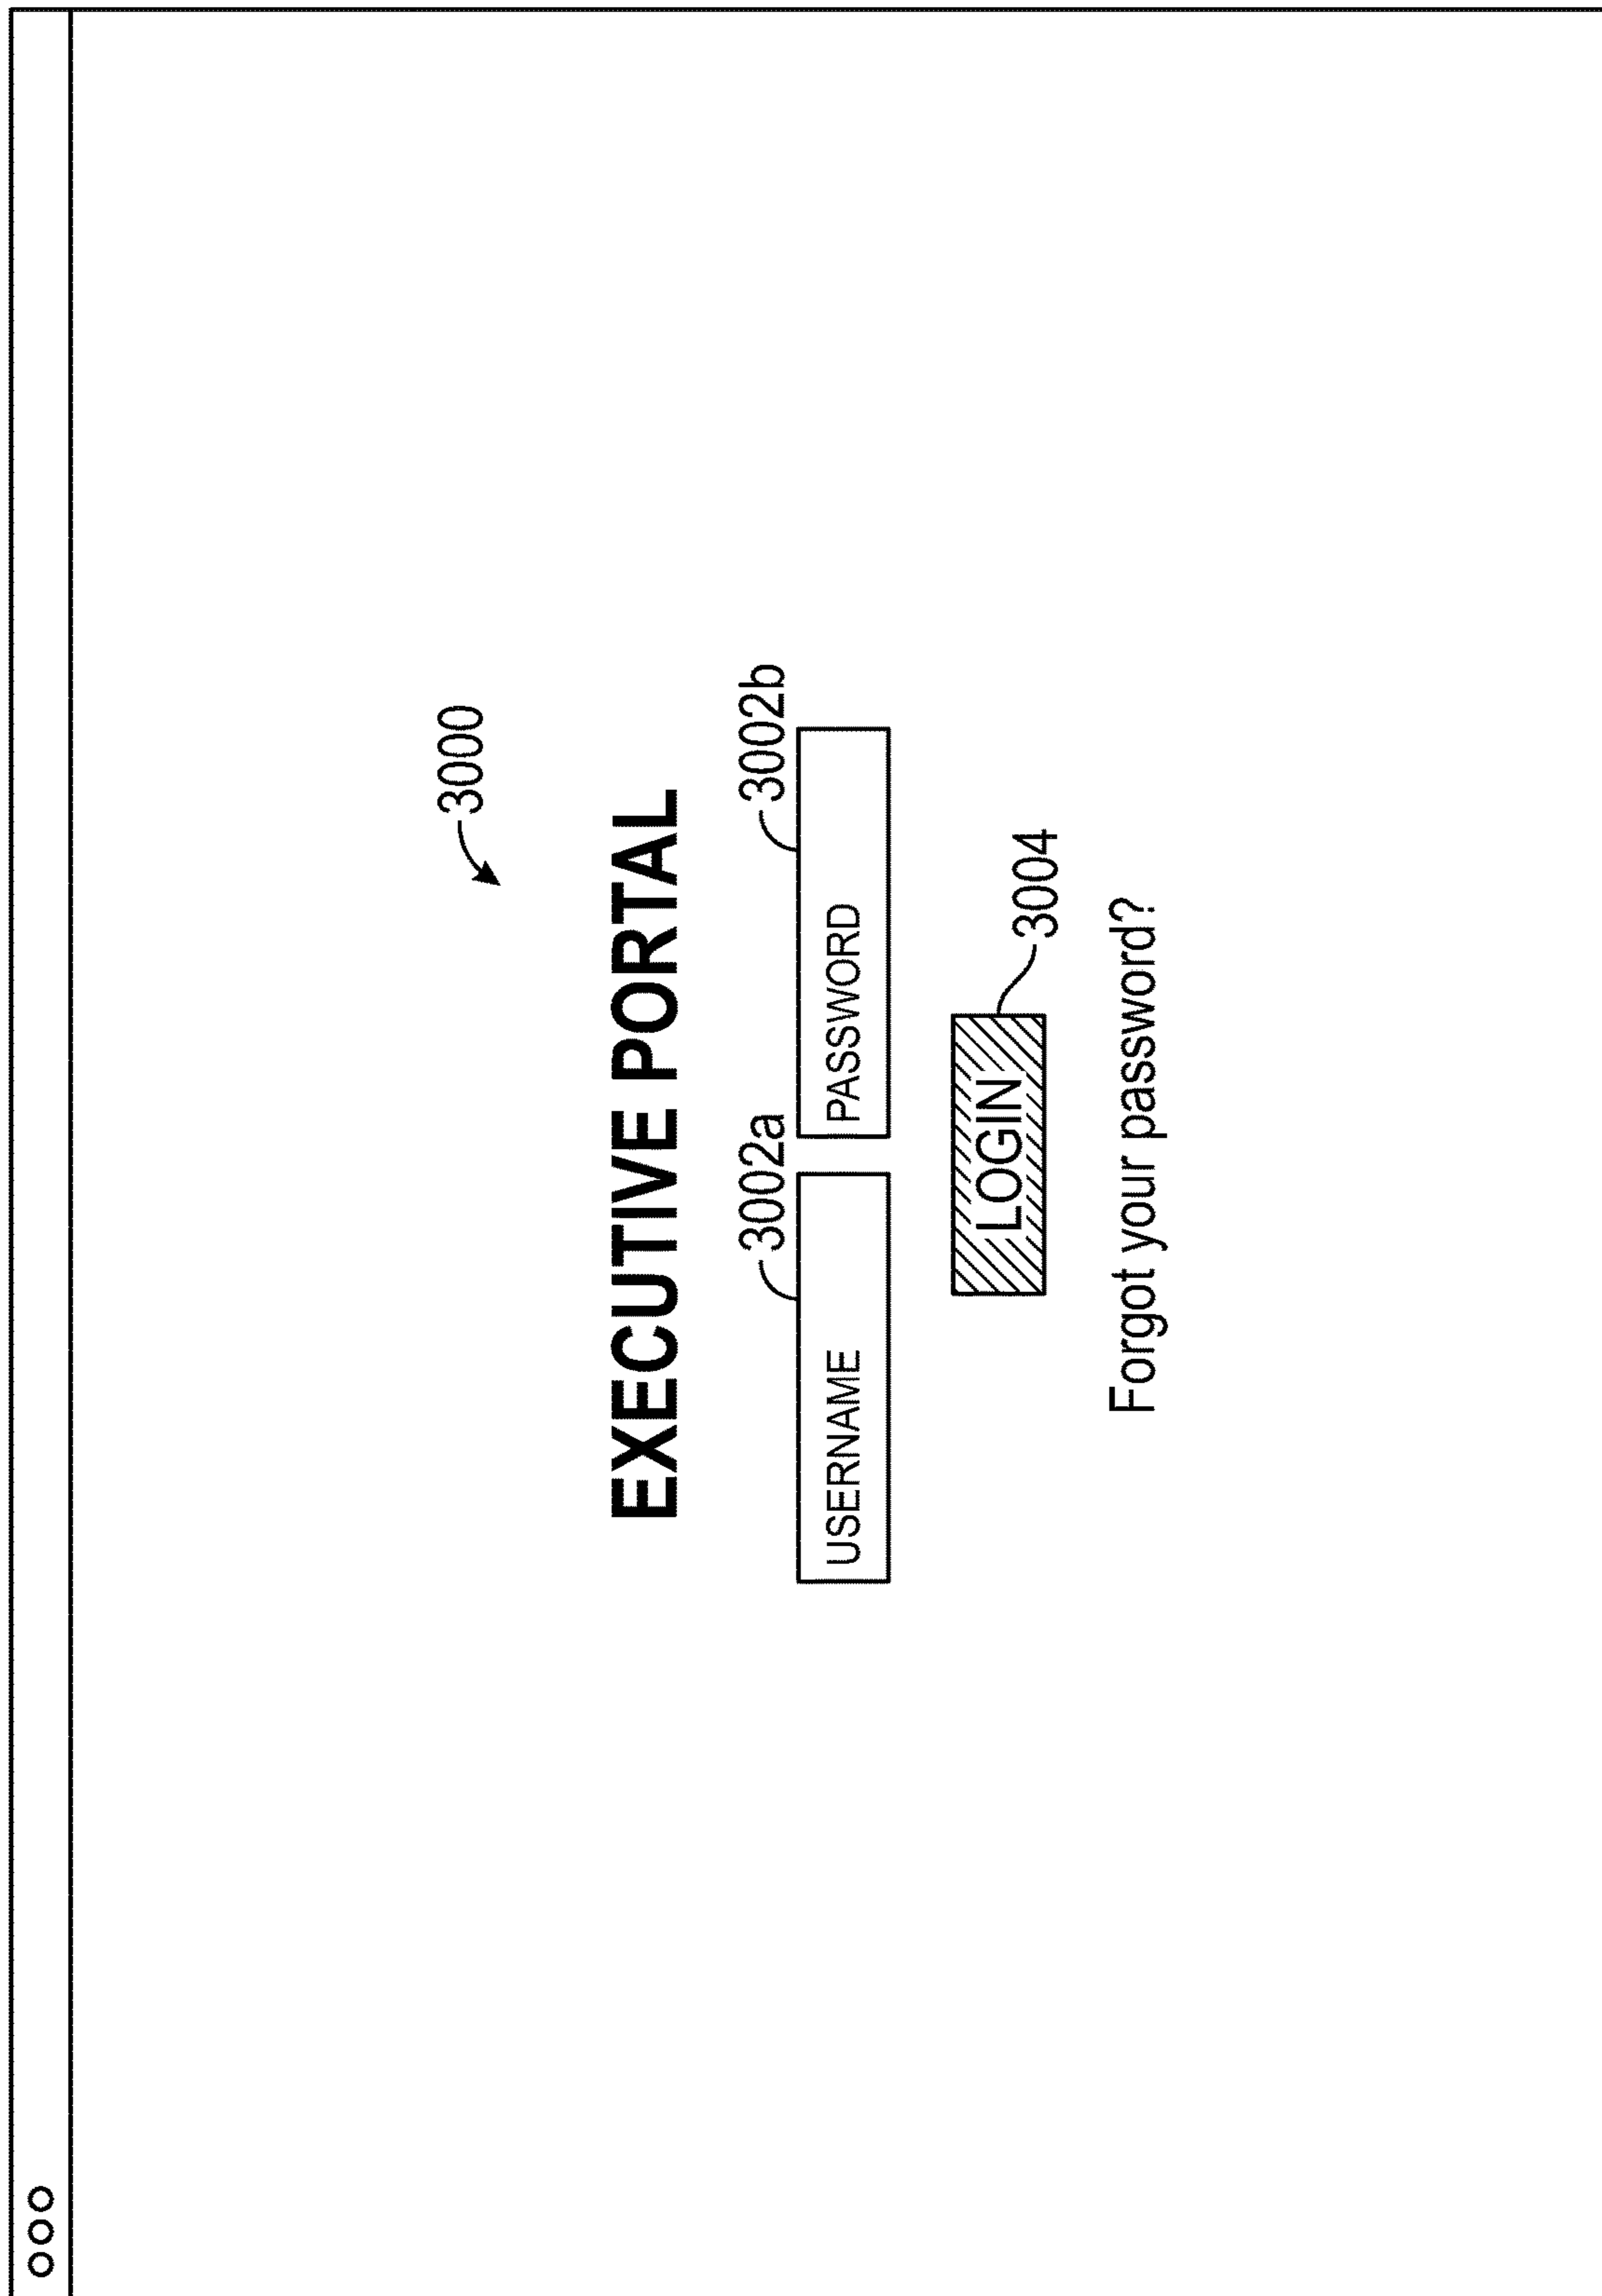 3000
EXECUTIVE PORTAL
3002a 3002b
USERNAME PASSWORD
LOGIN
3004
Forgot your password?